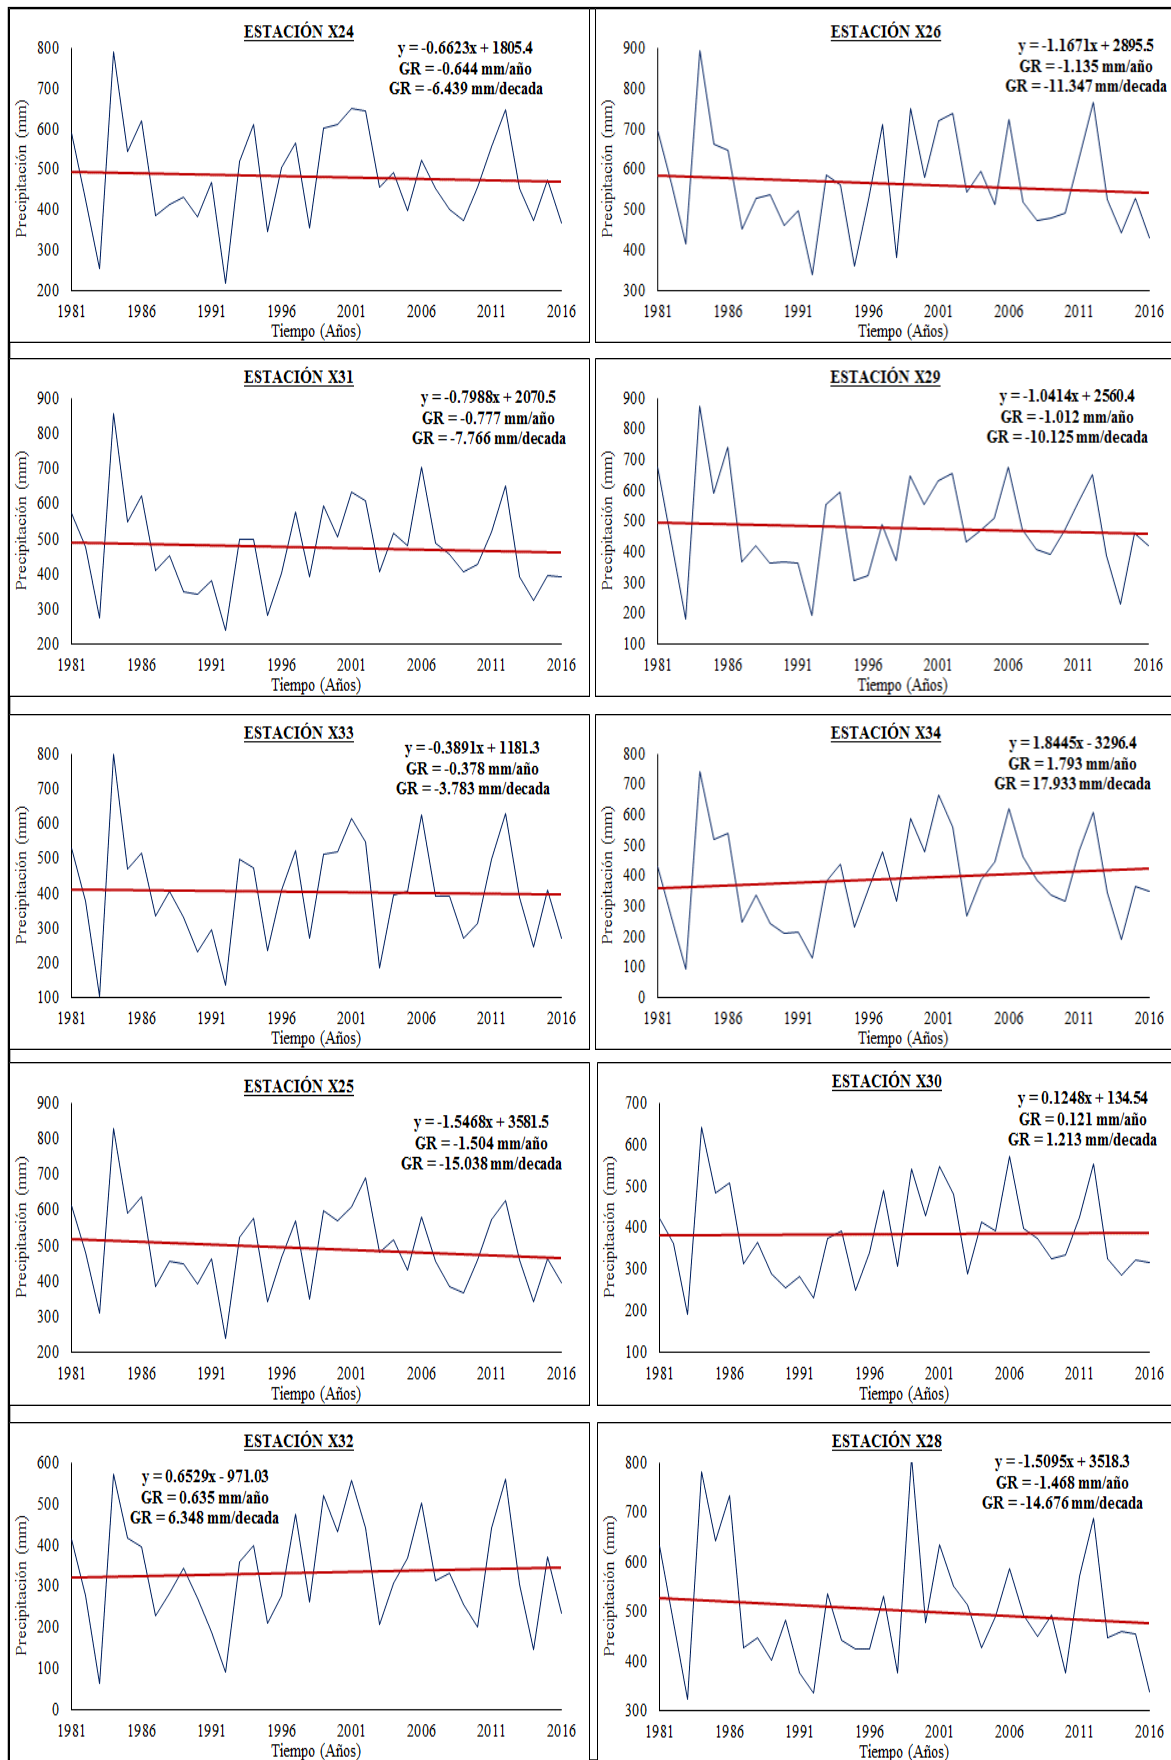 ESTACIÓN X24
y = -0.6623x + 1805.4
GR = -0.644 mm/año
GR = -6.439 mm/decada
Precipitación (mm)
800
700
600
500
400
300
200
1981 1986 1991 1996 2001 2006 2011 2016
Tiempo (Años)
ESTACIÓN X26
y = -1.1671x + 2895.5
GR = -1.135 mm/año
GR = -11.347 mm/decada
Precipitación (mm)
900
800
700
600
500
400
300
1981 1986 1991 1996 2001 2006 2011 2016
Tiempo (Años)
ESTACIÓN X31
y = -0.7988x + 2070.5
GR = -0.777 mm/año
GR = -7.766 mm/decada
Precipitación (mm)
900
800
700
600
500
400
300
200
1981 1986 1991 1996 2001 2006 2011 2016
Tiempo (Años)
ESTACIÓN X29
y = -1.0414x + 2560.4
GR = -1.012 mm/año
GR = -10.125 mm/decada
Precipitación (mm)
900
800
700
600
500
400
300
200
100
1981 1986 1991 1996 2001 2006 2011 2016
Tiempo (Años)
ESTACIÓN X33
y = -0.3891x + 1181.3
GR = -0.378 mm/año
GR = -3.783 mm/decada
Precipitación (mm)
800
700
600
500
400
300
200
100
1981 1986 1991 1996 2001 2006 2011 2016
Tiempo (Años)
ESTACIÓN X34
y = 1.8445x - 3296.4
GR = 1.793 mm/año
GR = 17.933 mm/decada
Precipitación (mm)
800
700
600
500
400
300
200
100
0
1981 1986 1991 1996 2001 2006 2011 2016
Tiempo (Años)
ESTACIÓN X25
y = -1.5468x + 3581.5
GR = -1.504 mm/año
GR = -15.038 mm/decada
Precipitación (mm)
900
800
700
600
500
400
300
200
1981 1986 1991 1996 2001 2006 2011 2016
Tiempo (Años)
ESTACIÓN X30
y = 0.1248x + 134.54
GR = 0.121 mm/año
GR = 1.213 mm/decada
Precipitación (mm)
700
600
500
400
300
200
100
1981 1986 1991 1996 2001 2006 2011 2016
Tiempo (Años)
ESTACIÓN X32
y = 0.6529x - 971.03
GR = 0.635 mm/año
GR = 6.348 mm/decada
Precipitación (mm)
600
500
400
300
200
100
0
1981 1986 1991 1996 2001 2006 2011 2016
Tiempo (Años)
ESTACIÓN X28
y = -1.5095x + 3518.3
GR = -1.468 mm/año
GR = -14.676 mm/decada
Precipitación (mm)
800
700
600
500
400
300
1981 1986 1991 1996 2001 2006 2011 2016
Tiempo (Años)